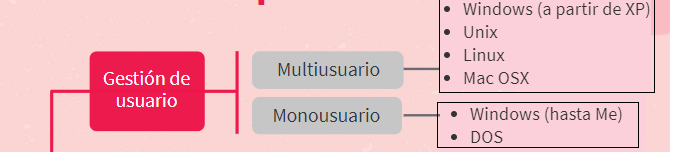 Gestión de
usuario
Multiusuario
• Windows (a partir de XP)
• Unix
• Linux
• Mac OSX
Monousuario
• Windows (hasta Me)
• DOS